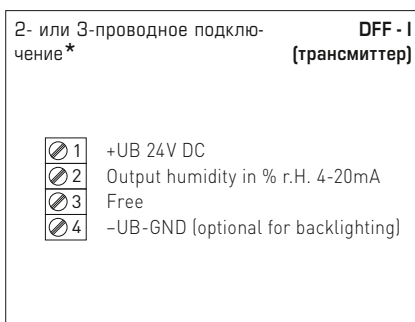 2- или 3-проводное подклю- DFF - I
чение* (трансмиттер)
1 +UB 24V DC
2 Output humidity in % r.H. 4-20mA
3 Free
4 –UB-GND (optional for backlighting)